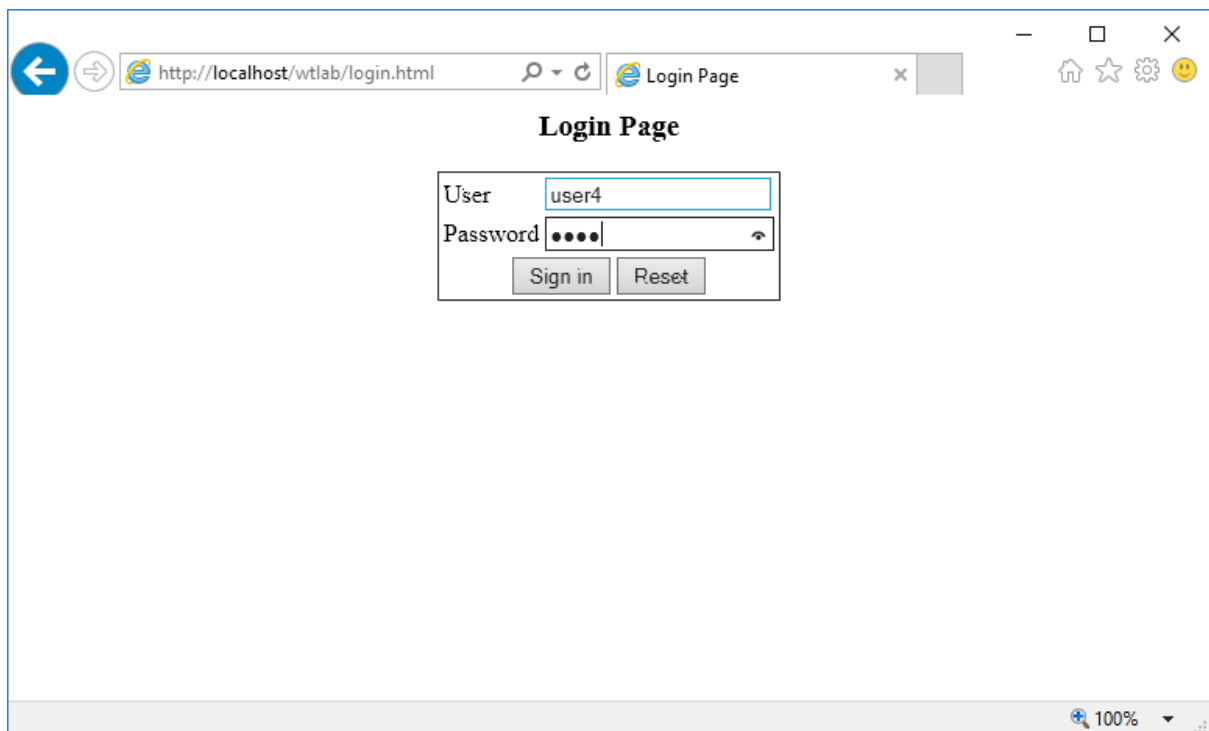 http://localhost/wtlab/login.html
Login Page
Login Page
User user4
Password ••••
Sign in Reset
100%